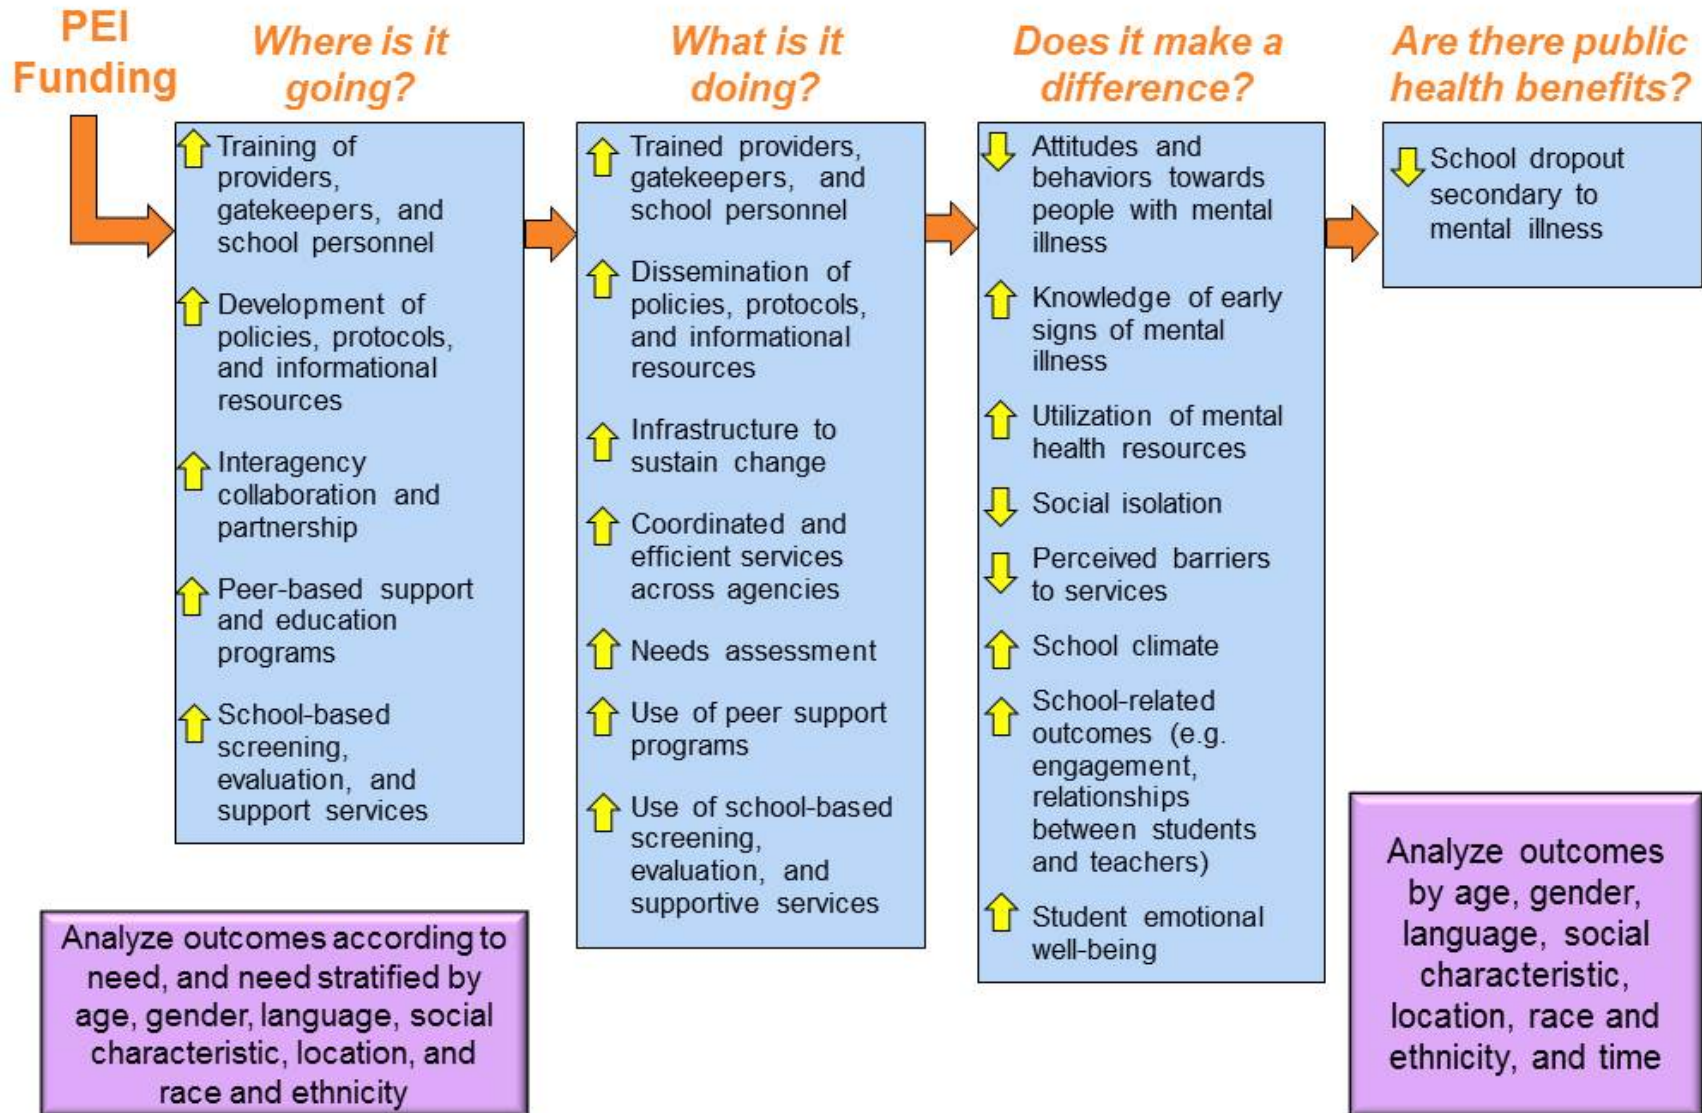 PEI
Funding
Where is it
going?
What is it
doing?
Does it make a
difference?
Are there public
health benefits?
Training of
providers,
gatekeepers, and
school personnel
Development of
policies, protocols,
and informational
resources
Interagency
collaboration and
partnership
Peer-based support
and education
programs
School-based
screening,
evaluation, and
support services
Trained providers,
gatekeepers, and
school personnel
Dissemination of
policies, protocols,
and informational
resources
Infrastructure to
sustain change
Coordinated and
efficient services
across agencies
Needs assessment
Use of peer support
programs
Use of school-based
screening,
evaluation, and
supportive services
Attitudes and
behaviors towards
people with mental
illness
Knowledge of early
signs of mental
illness
Utilization of mental
health resources
Social isolation
Perceived barriers
to services
School climate
School-related
outcomes (e.g.
engagement,
relationships
between students
and teachers)
Student emotional
well-being
School dropout
secondary to
mental illness
Analyze outcomes according to
need, and need stratified by
age, gender, language, social
characteristic, location, and
race and ethnicity
Analyze outcomes
by age, gender,
language, social
characteristic,
location, race and
ethnicity, and time